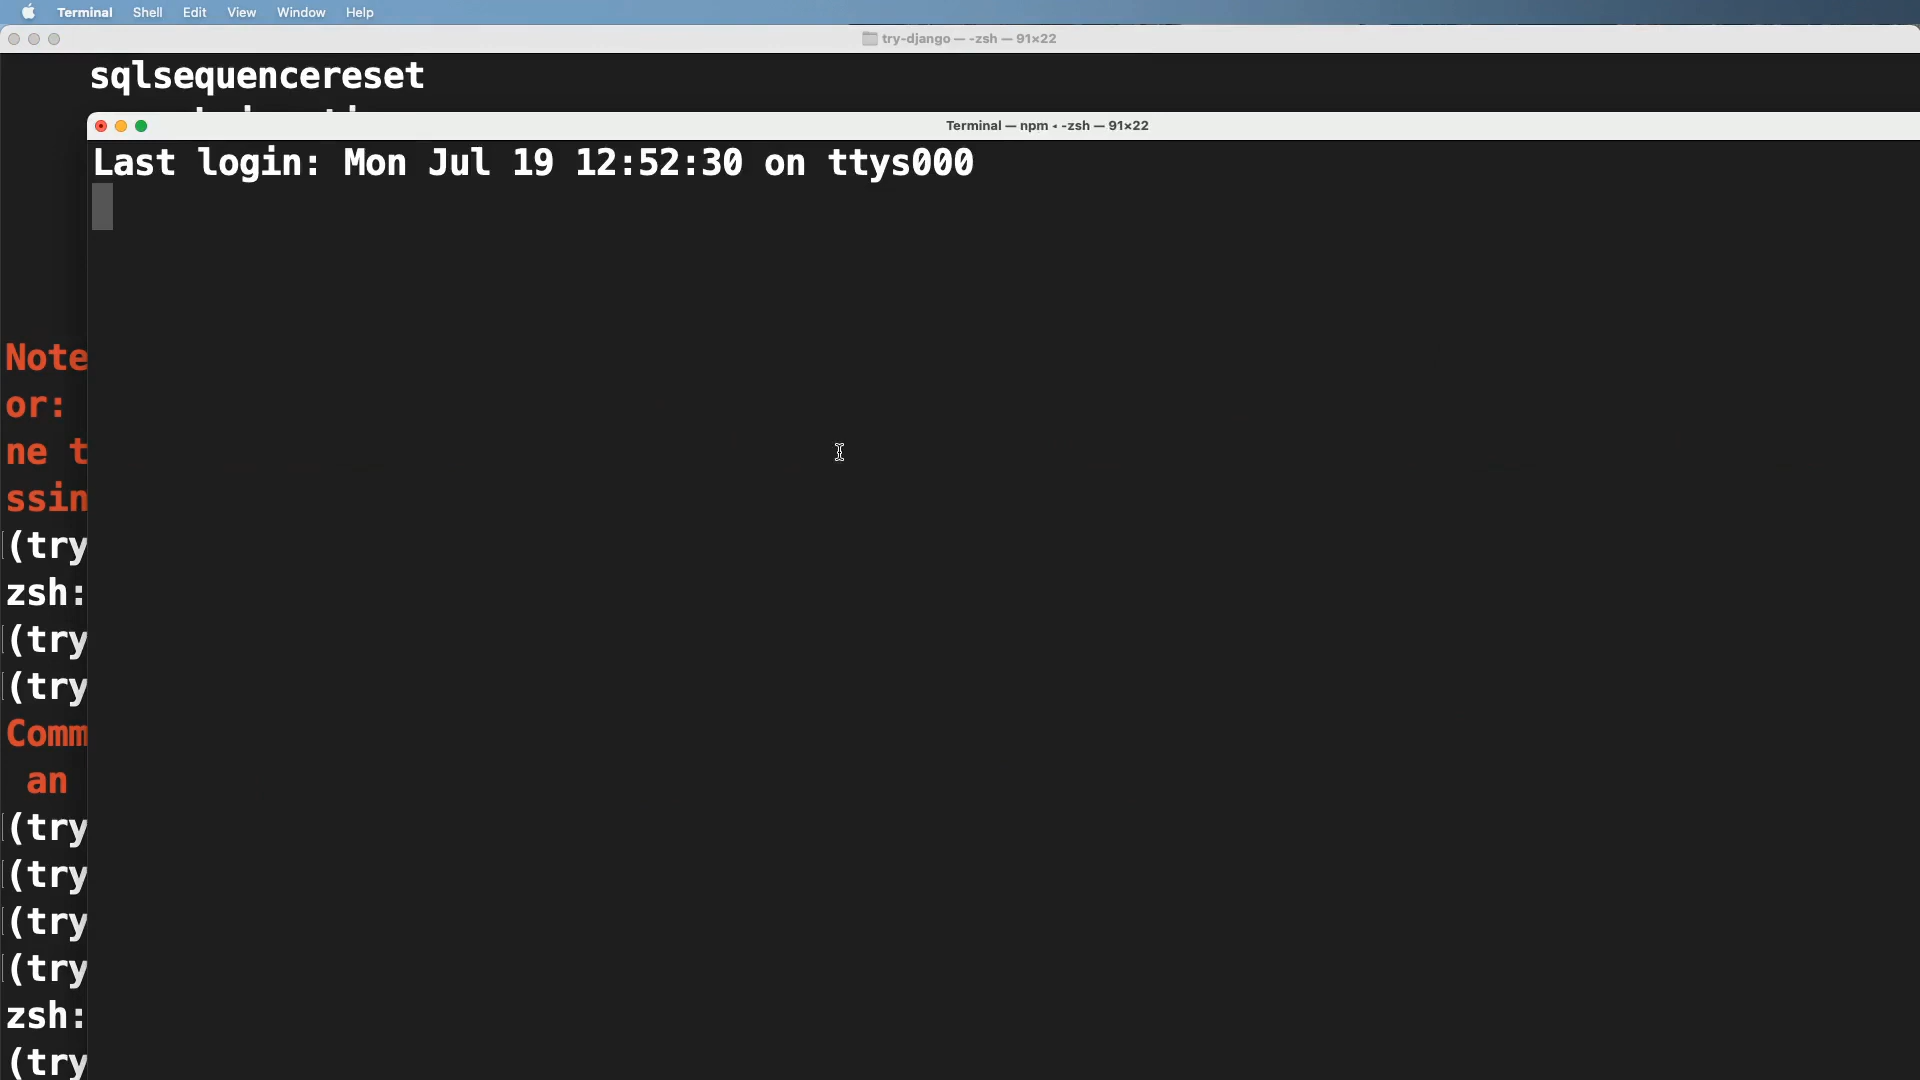 Terminal Shell Edit View Window Help
try-django — -zsh — 91×22
sqlsequencereset
Terminal — npm ◂ -zsh — 91×22
Last login: Mon Jul 19 12:52:30 on ttys000
Note
or:
ne t
ssin
(try
zsh:
(try
(try
Comm
an
(try
(try
(try
(try
zsh:
(try